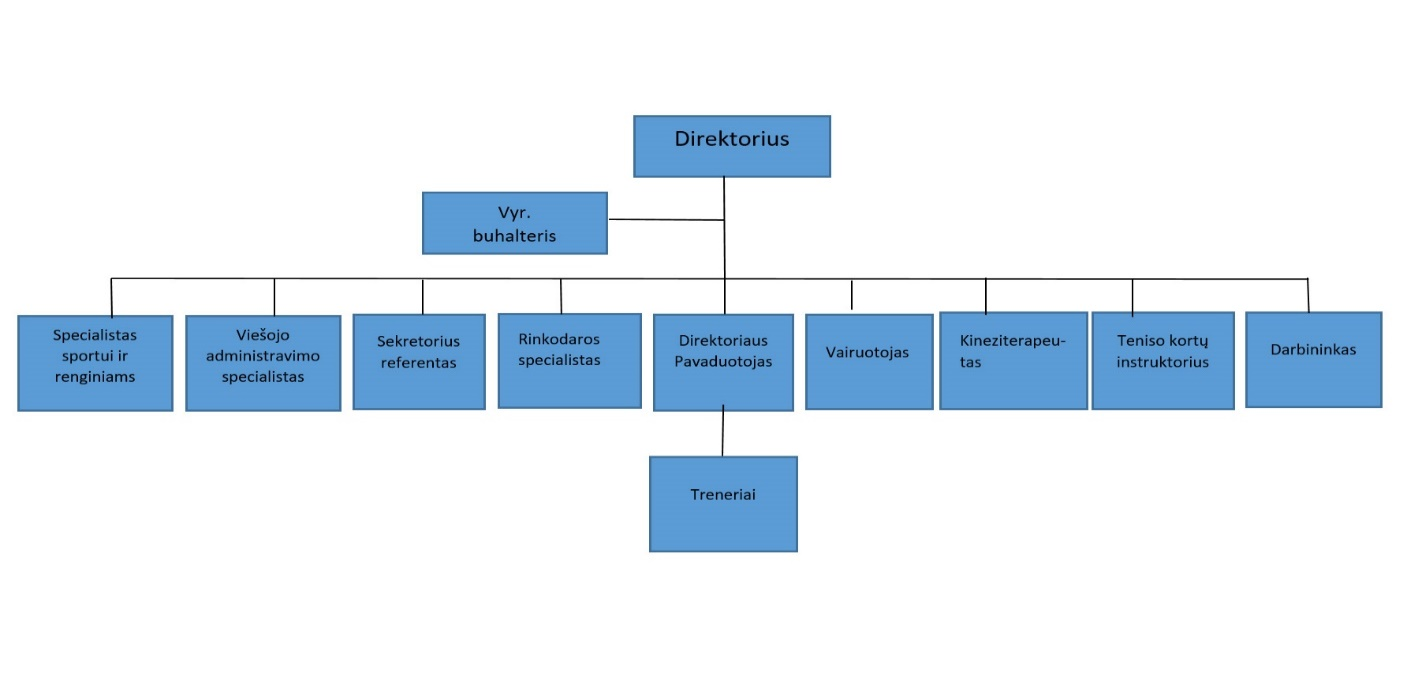 Direktorius
Vyr.
buhalteris
Specialistas
sportui ir
renginiams
Viešojo
administravimo
specialistas
Sekretorius
referentas
Rinkodaros
specialistas
Direktoriaus
Pavaduotojas
Vairuotojas
Kineziterapeu-
tas
Teniso kortų
instruktorius
Darbininkas
Treneriai